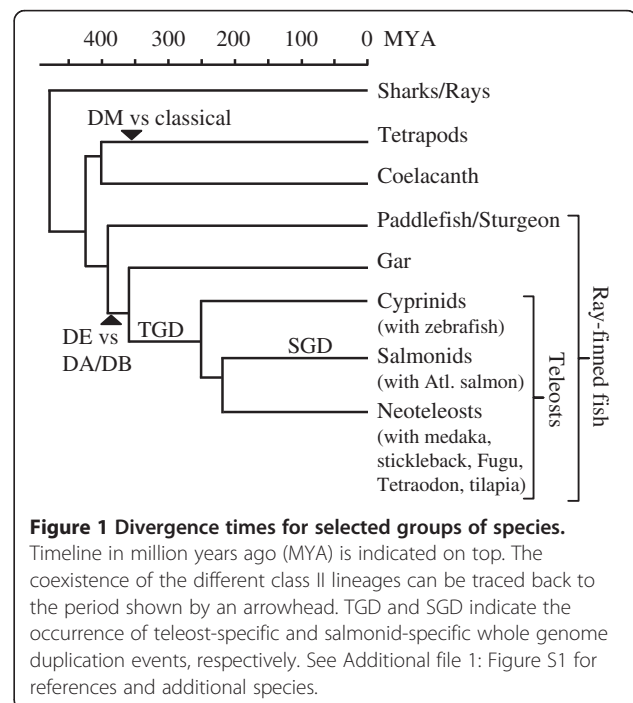 400 300 200 100 0 MYA
Sharks/Rays
DM vs classical
Tetrapods
Coelacanth
Paddlefish/Sturgeon
Gar
DE vs
DA/DB
TGD
Cyprinids
(with zebrafish)
SGD
Salmonids
(with Atl. salmon)
Neoteleosts
(with medaka,
stickleback, Fugu,
Tetraodon, tilapia)
Teleosts
Ray-finned fish
Figure 1 Divergence times for selected groups of species.
Timeline in million years ago (MYA) is indicated on top. The
coexistence of the different class II lineages can be traced back to
the period shown by an arrowhead. TGD and SGD indicate the
occurrence of teleost-specific and salmonid-specific whole genome
duplication events, respectively. See Additional file 1: Figure S1 for
references and additional species.